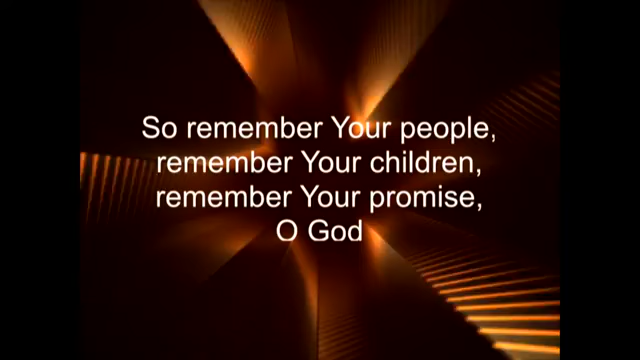 So remember Your people,
remember Your children,
remember Your promise,
O God